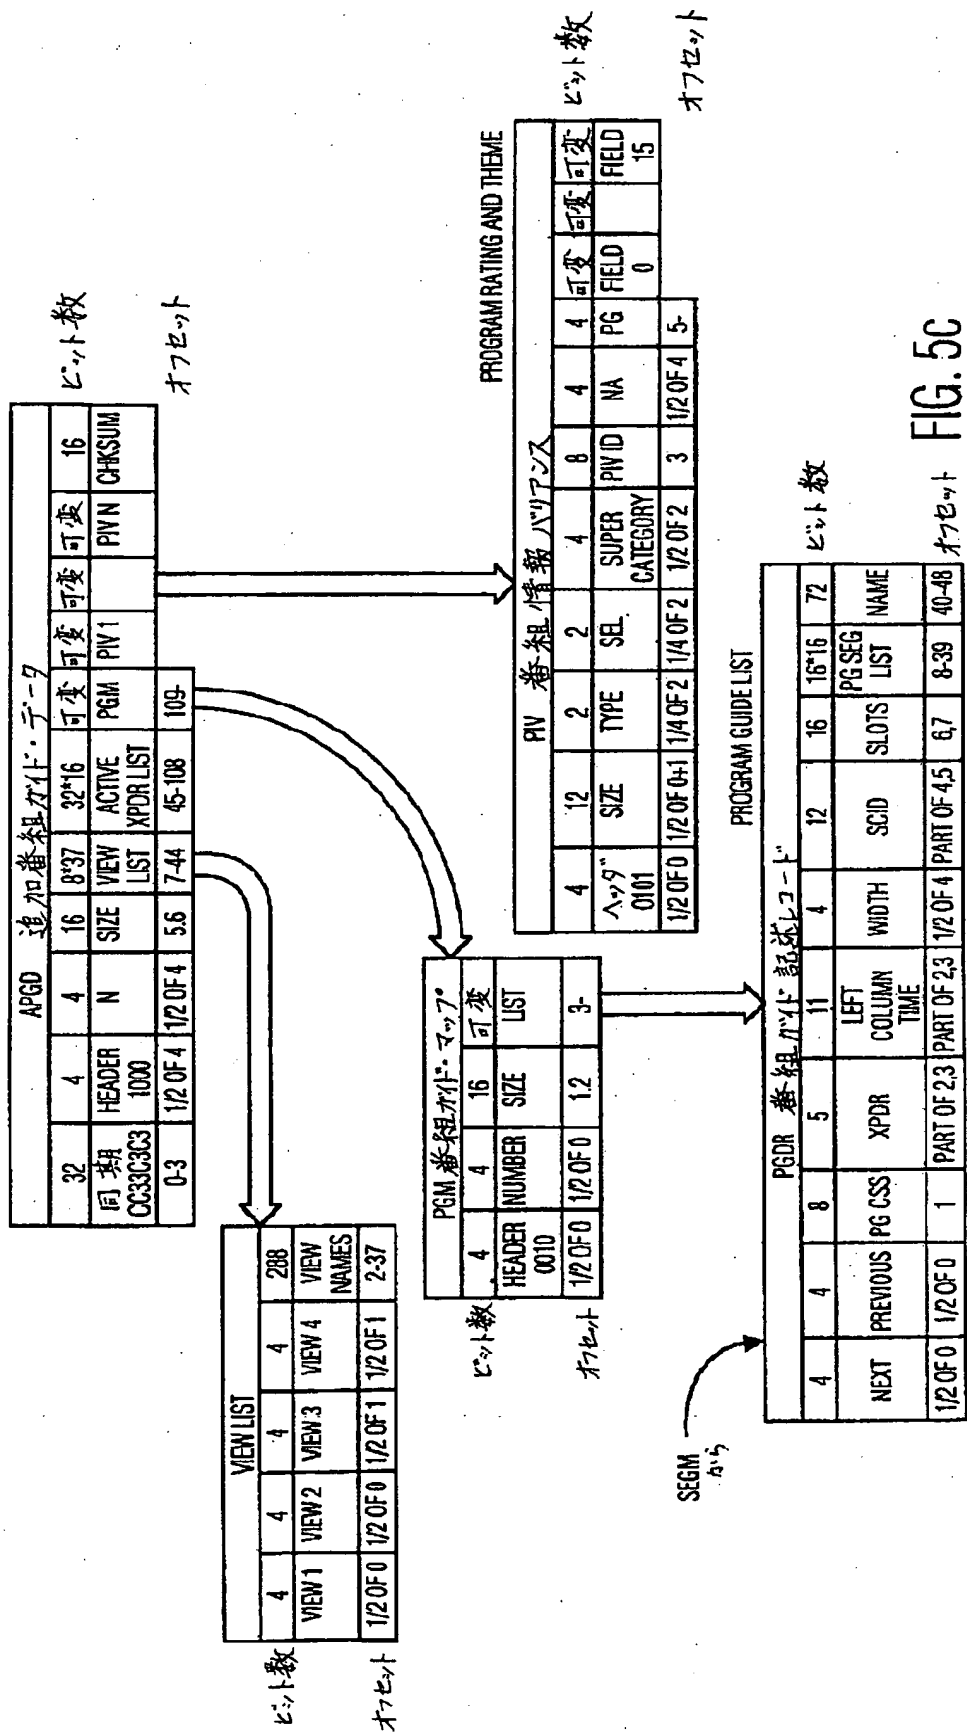 APGD 追加番組ガイド・データ
32 4 4 16 8*37 32*16 可変 可変 可変 可変 16 ビット数
同期 CC33C3C3 HEADER 1000 N SIZE VIEW LIST ACTIVE XPDR LIST PGM PIV 1 PIV N CHKSUM
0-3 1/2 OF 4 1/2 OF 4 5.6 7-44 45-108 109- オフセット
VIEW LIST
ビット数 4 4 4 4 288
VIEW 1 VIEW 2 VIEW 3 VIEW 4 VIEW NAMES
オフセット 1/2 OF 0 1/2 OF 0 1/2 OF 1 1/2 OF 1 2-37
PGM 番組ガイド・マップ
ビット数 4 4 16 可変
HEADER 0010 NUMBER SIZE LIST
オフセット 1/2 OF 0 1/2 OF 0 1.2 3-
PROGRAM RATING AND THEME
PIV 番組情報バリアンス
4 12 2 2 4 8 4 4 可変 可変 可変 ビット数
ヘッダ 0101 SIZE TYPE SEL. SUPER CATEGORY PIV ID NA PG FIELD 0 FIELD 15
1/2 OF 0 1/2 OF 0+1 1/4 OF 2 1/4 OF 2 1/2 OF 2 3 1/2 OF 4 5- オフセット
SEGM から
PROGRAM GUIDE LIST
PGDR 番組ガイド記述レコード
4 4 8 5 11 4 12 16 16*16 72 ビット数
NEXT PREVIOUS PG CSS XPDR LEFT COLUMN TIME WIDTH SCID SLOTS PG SEG LIST NAME
1/2 OF 0 1/2 OF 0 1 PART OF 2,3 PART OF 2,3 1/2 OF 4 PART OF 4,5 6,7 8-39 40-48 オフセット
FIG. 5C